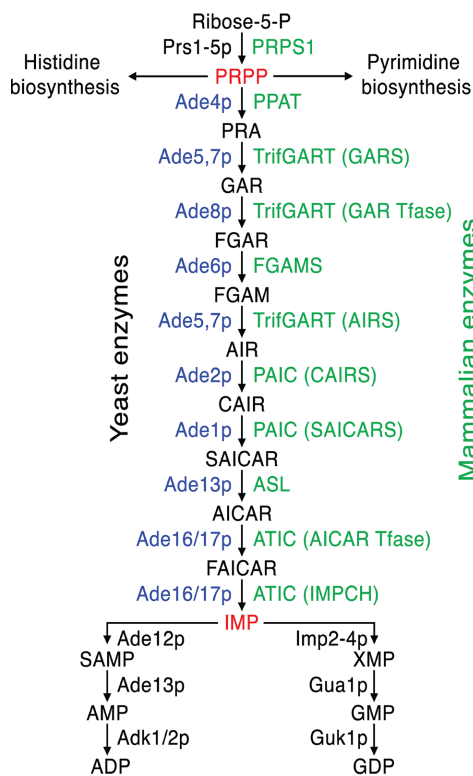 Ribose-5-P
Prs1-5p PRPS1
Histidine biosynthesis
PRPP
Pyrimidine biosynthesis
Ade4p PPAT
PRA
Ade5,7p TrifGART (GARS)
GAR
Ade8p TrifGART (GAR Tfase)
FGAR
Ade6p FGAMS
FGAM
Ade5,7p TrifGART (AIRS)
AIR
Ade2p PAIC (CAIRS)
CAIR
Ade1p PAIC (SAICARS)
SAICAR
Ade13p ASL
AICAR
Ade16/17p ATIC (AICAR Tfase)
FAICAR
Ade16/17p ATIC (IMPCH)
IMP
Ade12p Imp2-4p
SAMP XMP
Ade13p Gua1p
AMP GMP
Adk1/2p Guk1p
ADP GDP
Yeast enzymes
Mammalian enzymes